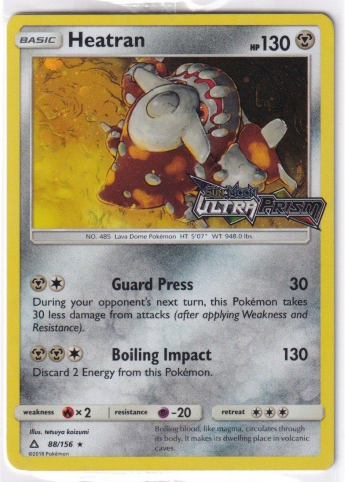 BASIC
Heatran
HP 130
Sun & Moon
ULTRA PRISM
NO. 485 Lava Dome Pokémon HT. 5'07" WT. 948.0 lbs.
Guard Press 30
During your opponent's next turn, this Pokémon takes
30 less damage from attacks (after applying Weakness and
Resistance).
Boiling Impact 130
Discard 2 Energy from this Pokémon.
weakness × 2 resistance -20 retreat
Illus. tetsuya koizumi
88/156 ★
©2018 Pokémon
Boiling blood, like magma, circulates through
its body. It makes its dwelling place in volcanic
caves.